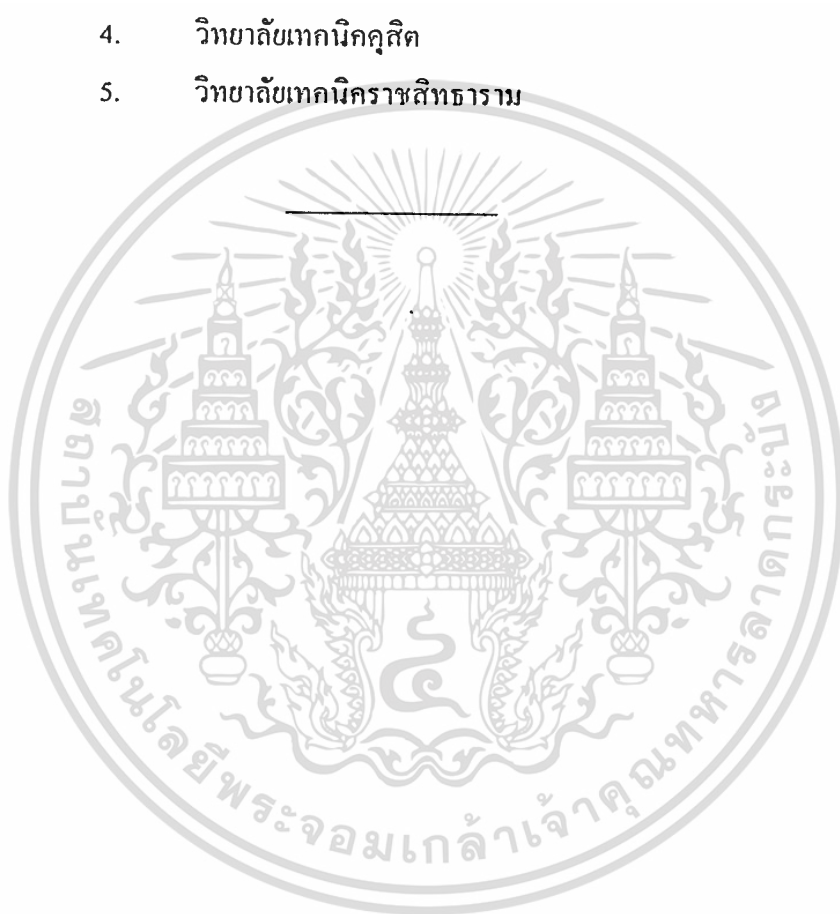 4. วิทยาลัยเทคนิคดุสิต
5. วิทยาลัยเทคนิคราชสิทธาราม
สถาบันเทคโนโลยีพระจอมเกล้าเจ้าคุณทหารลาดกระบัง
๔